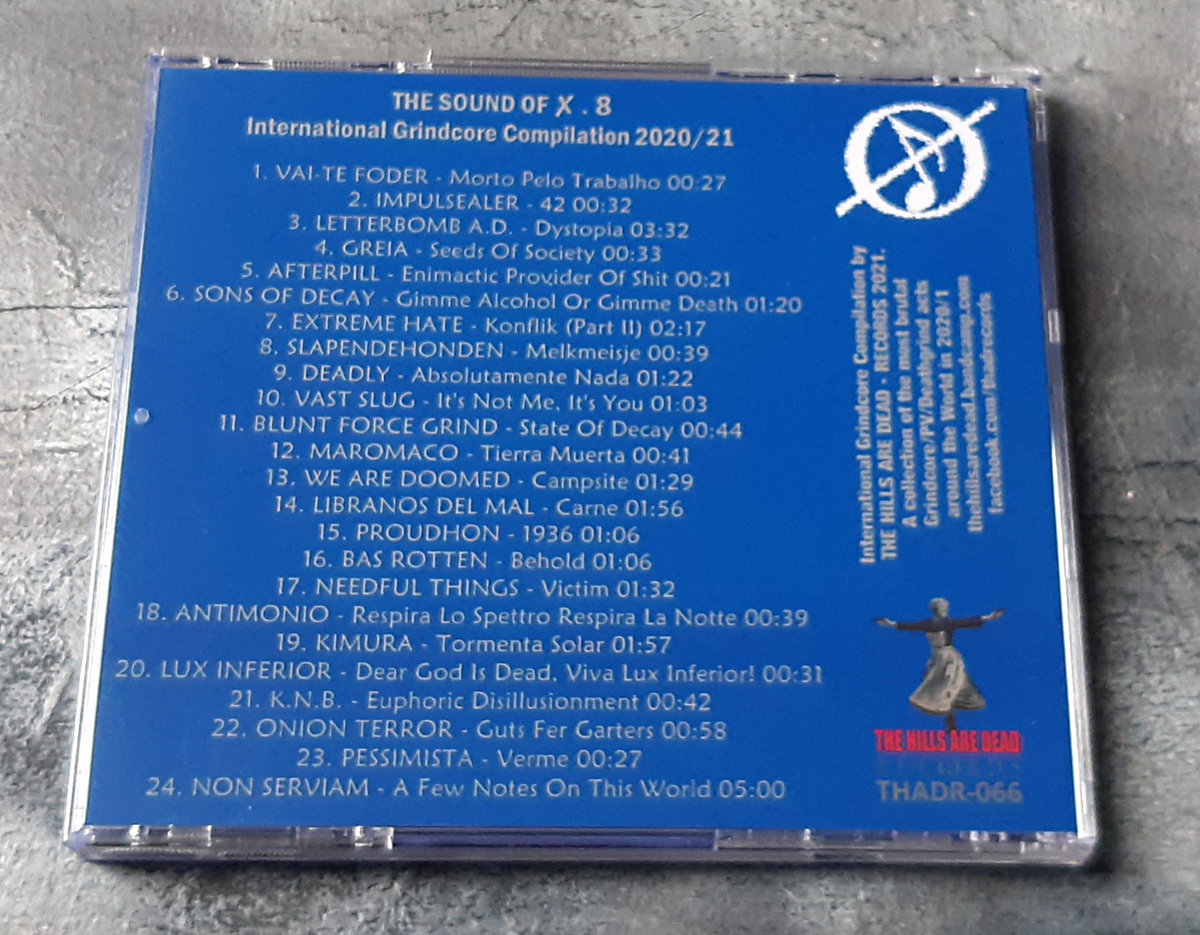 THE SOUND OF X . 8
International Grindcore Compilation 2020/21
1. VAI-TE FODER - Morto Pelo Trabalho 00:27
2. IMPULSEALER - 42 00:32
3. LETTERBOMB A.D. - Dystopia 03:32
4. GREIA - Seeds Of Society 00:33
5. AFTERPILL - Enimactic Provider Of Shit 00:21
6. SONS OF DECAY - Gimme Alcohol Or Gimme Death 01:20
7. EXTREME HATE - Konflik (Part II) 02:17
8. SLAPENDEHONDEN - Melkmeisje 00:39
9. DEADLY - Absolutamente Nada 01:22
10. VAST SLUG - It's Not Me, It's You 01:03
11. BLUNT FORCE GRIND - State Of Decay 00:44
12. MAROMACO - Tierra Muerta 00:41
13. WE ARE DOOMED - Campsite 01:29
14. LIBRANOS DEL MAL - Carne 01:56
15. PROUDHON - 1936 01:06
16. BAS ROTTEN - Behold 01:06
17. NEEDFUL THINGS - Victim 01:32
18. ANTIMONIO - Respira Lo Spettro Respira La Notte 00:39
19. KIMURA - Tormenta Solar 01:57
20. LUX INFERIOR - Dear God Is Dead, Viva Lux Inferior! 00:31
21. K.N.B. - Euphoric Disillusionment 00:42
22. ONION TERROR - Guts Fer Garters 00:58
23. PESSIMISTA - Verme 00:27
24. NON SERVIAM - A Few Notes On This World 05:00
International Grindcore Compilation by
THE HILLS ARE DEAD - RECORDS 2021.
A collection of the most brutal
Grindcore/PV/Deathgrind acts
around the World in 2020/1
thehillsaredead.bandcamp.com
facebook.com/thadrecords
THE HILLS ARE DEAD
RECORDS
THADR-066